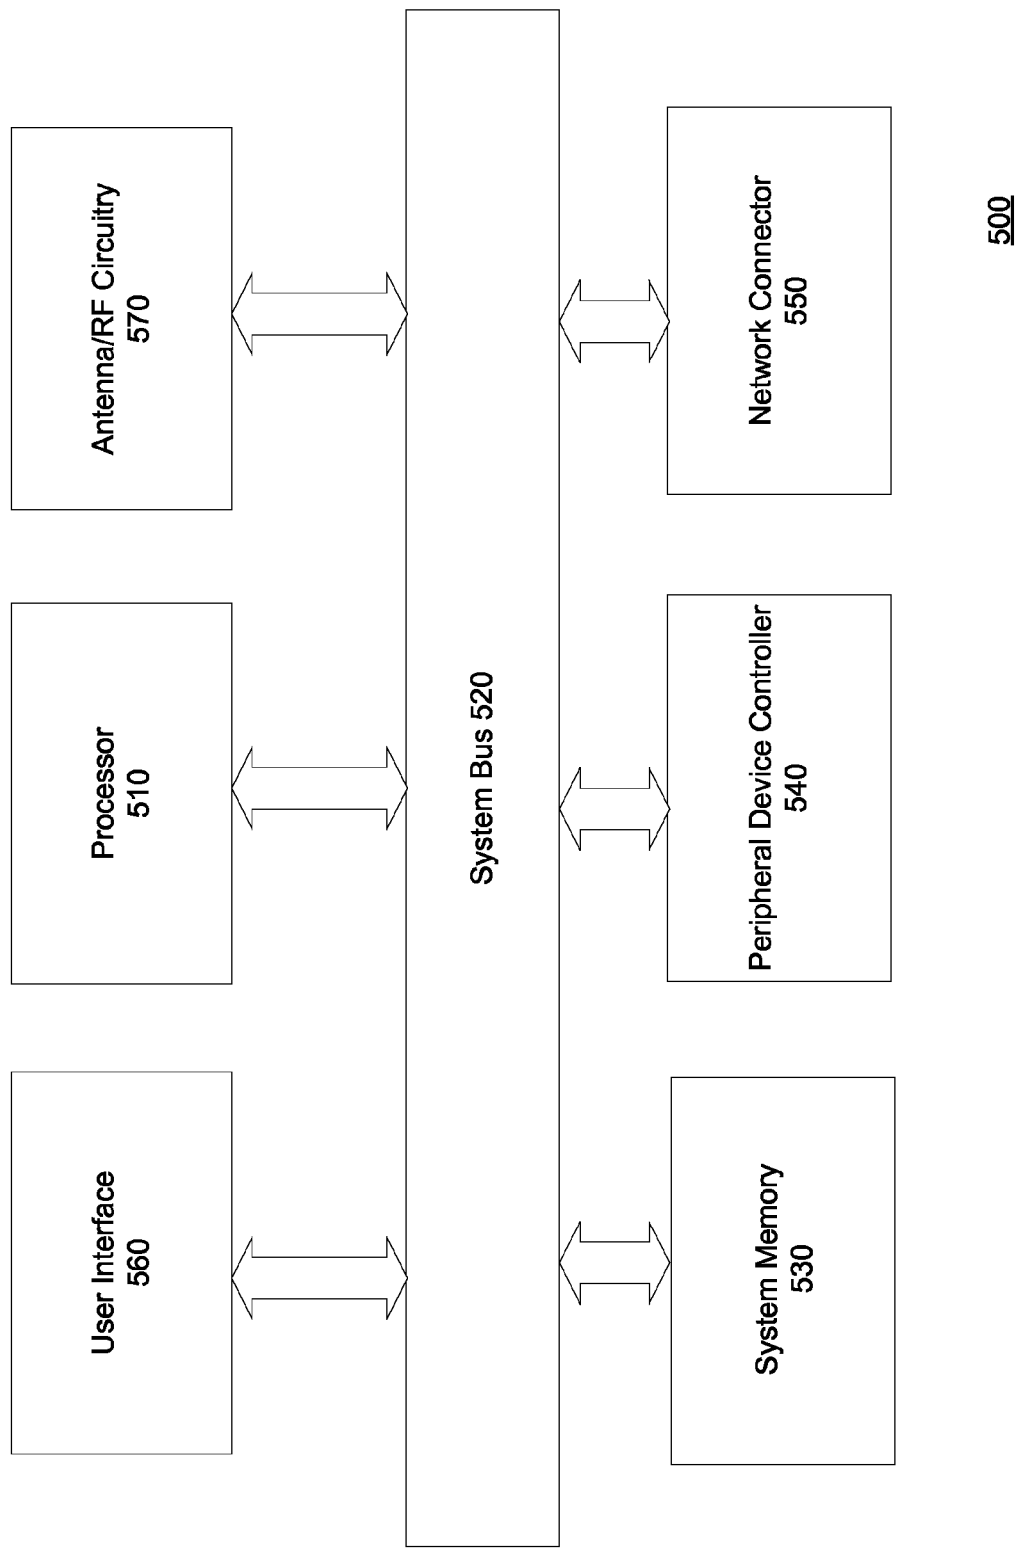 User Interface
560
Processor
510
Antenna/RF Circuitry
570
System Bus 520
System Memory
530
Peripheral Device Controller
540
Network Connector
550
500